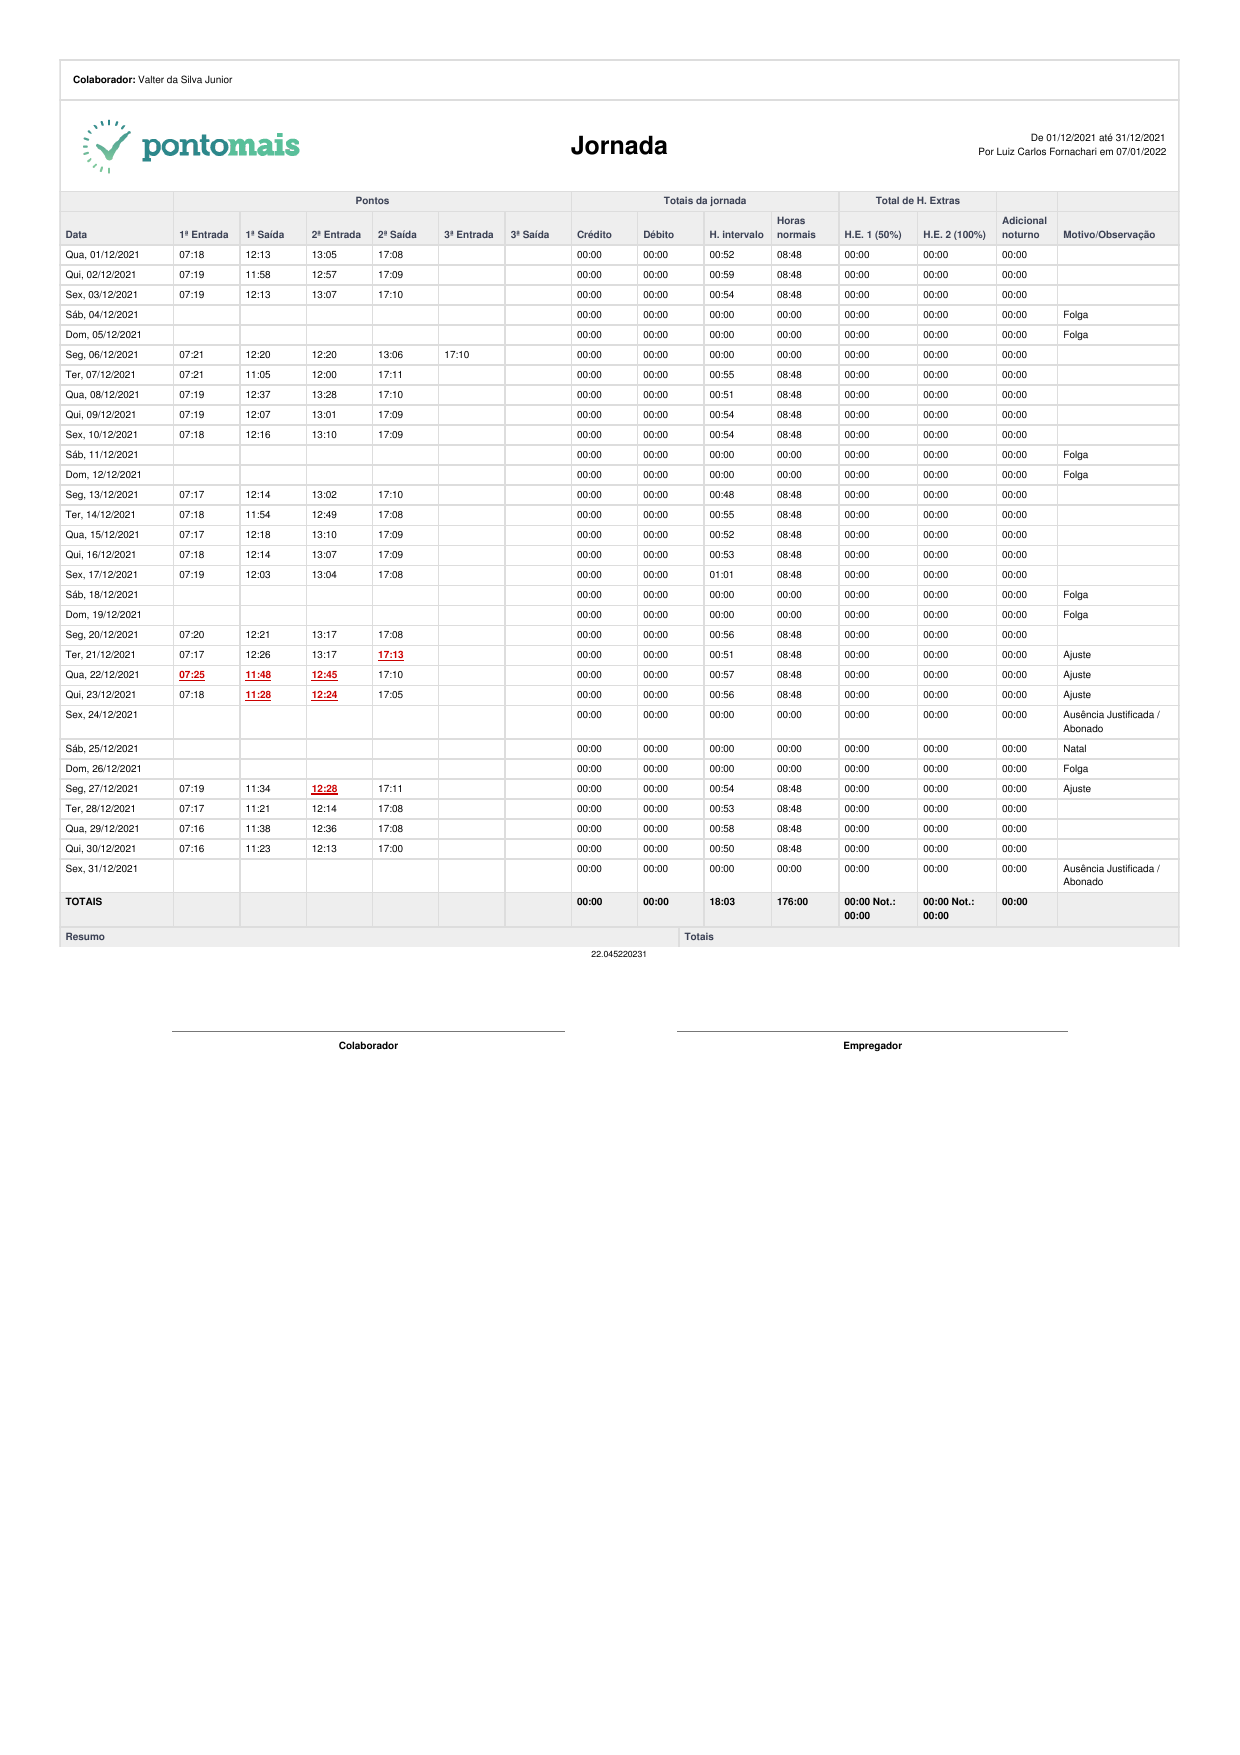 Colaborador: Valter da Silva Junior
pontomais
Jornada
De 01/12/2021 até 31/12/2021
Por Luiz Carlos Fornachari em 07/01/2022
Pontos Totais da jornada Total de H. Extras
Data 1ª Entrada 1ª Saída 2ª Entrada 2ª Saída 3ª Entrada 3ª Saída Crédito Débito H. intervalo Horas normais H.E. 1 (50%) H.E. 2 (100%) Adicional noturno Motivo/Observação
Qua, 01/12/2021 07:18 12:13 13:05 17:08 00:00 00:00 00:52 08:48 00:00 00:00 00:00
Qui, 02/12/2021 07:19 11:58 12:57 17:09 00:00 00:00 00:59 08:48 00:00 00:00 00:00
Sex, 03/12/2021 07:19 12:13 13:07 17:10 00:00 00:00 00:54 08:48 00:00 00:00 00:00
Sáb, 04/12/2021 00:00 00:00 00:00 00:00 00:00 00:00 00:00 Folga
Dom, 05/12/2021 00:00 00:00 00:00 00:00 00:00 00:00 00:00 Folga
Seg, 06/12/2021 07:21 12:20 12:20 13:06 17:10 00:00 00:00 00:00 00:00 00:00 00:00 00:00
Ter, 07/12/2021 07:21 11:05 12:00 17:11 00:00 00:00 00:55 08:48 00:00 00:00 00:00
Qua, 08/12/2021 07:19 12:37 13:28 17:10 00:00 00:00 00:51 08:48 00:00 00:00 00:00
Qui, 09/12/2021 07:19 12:07 13:01 17:09 00:00 00:00 00:54 08:48 00:00 00:00 00:00
Sex, 10/12/2021 07:18 12:16 13:10 17:09 00:00 00:00 00:54 08:48 00:00 00:00 00:00
Sáb, 11/12/2021 00:00 00:00 00:00 00:00 00:00 00:00 00:00 Folga
Dom, 12/12/2021 00:00 00:00 00:00 00:00 00:00 00:00 00:00 Folga
Seg, 13/12/2021 07:17 12:14 13:02 17:10 00:00 00:00 00:48 08:48 00:00 00:00 00:00
Ter, 14/12/2021 07:18 11:54 12:49 17:08 00:00 00:00 00:55 08:48 00:00 00:00 00:00
Qua, 15/12/2021 07:17 12:18 13:10 17:09 00:00 00:00 00:52 08:48 00:00 00:00 00:00
Qui, 16/12/2021 07:18 12:14 13:07 17:09 00:00 00:00 00:53 08:48 00:00 00:00 00:00
Sex, 17/12/2021 07:19 12:03 13:04 17:08 00:00 00:00 01:01 08:48 00:00 00:00 00:00
Sáb, 18/12/2021 00:00 00:00 00:00 00:00 00:00 00:00 00:00 Folga
Dom, 19/12/2021 00:00 00:00 00:00 00:00 00:00 00:00 00:00 Folga
Seg, 20/12/2021 07:20 12:21 13:17 17:08 00:00 00:00 00:56 08:48 00:00 00:00 00:00
Ter, 21/12/2021 07:17 12:26 13:17 17:13 00:00 00:00 00:51 08:48 00:00 00:00 00:00 Ajuste
Qua, 22/12/2021 07:25 11:48 12:45 17:10 00:00 00:00 00:57 08:48 00:00 00:00 00:00 Ajuste
Qui, 23/12/2021 07:18 11:28 12:24 17:05 00:00 00:00 00:56 08:48 00:00 00:00 00:00 Ajuste
Sex, 24/12/2021 00:00 00:00 00:00 00:00 00:00 00:00 00:00 Ausência Justificada /
Abonado
Sáb, 25/12/2021 00:00 00:00 00:00 00:00 00:00 00:00 00:00 Natal
Dom, 26/12/2021 00:00 00:00 00:00 00:00 00:00 00:00 00:00 Folga
Seg, 27/12/2021 07:19 11:34 12:28 17:11 00:00 00:00 00:54 08:48 00:00 00:00 00:00 Ajuste
Ter, 28/12/2021 07:17 11:21 12:14 17:08 00:00 00:00 00:53 08:48 00:00 00:00 00:00
Qua, 29/12/2021 07:16 11:38 12:36 17:08 00:00 00:00 00:58 08:48 00:00 00:00 00:00
Qui, 30/12/2021 07:16 11:23 12:13 17:00 00:00 00:00 00:50 08:48 00:00 00:00 00:00
Sex, 31/12/2021 00:00 00:00 00:00 00:00 00:00 00:00 00:00 Ausência Justificada /
Abonado
TOTAIS 00:00 00:00 18:03 176:00 00:00 Not.: 00:00 Not.: 00:00
00:00 00:00
Resumo Totais
22.045220231
Colaborador Empregador